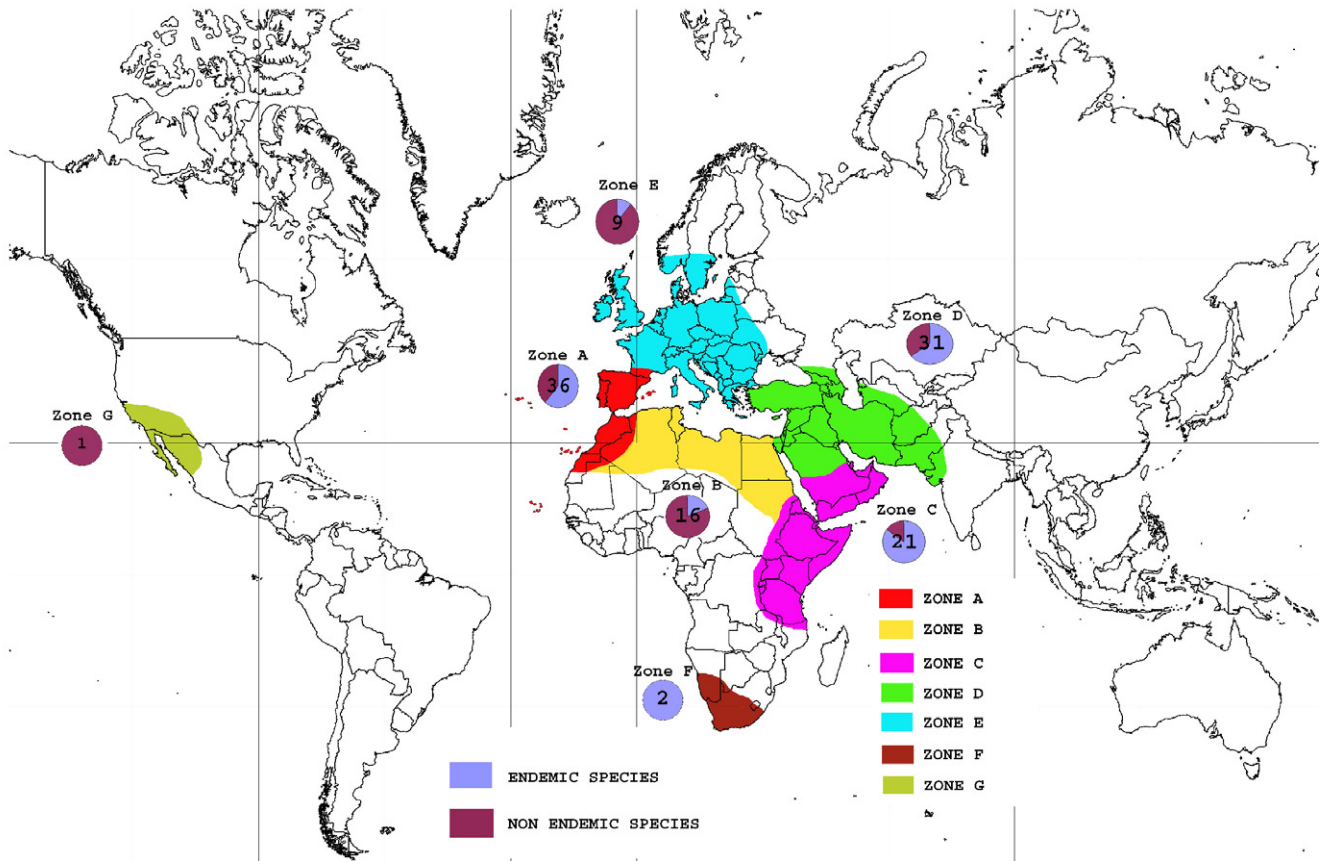 Zone E
9
Zone D
31
Zone A
36
Zone G
1
Zone B
16
Zone C
21
Zone F
2
ZONE A
ZONE B
ZONE C
ZONE D
ZONE E
ZONE F
ZONE G
ENDEMIC SPECIES
NON ENDEMIC SPECIES